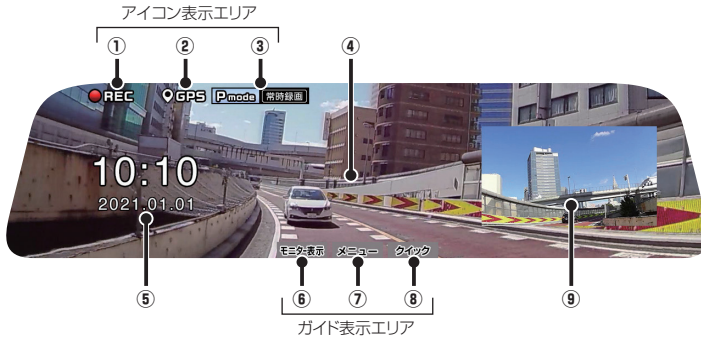 アイコン表示エリア
① ② ③ ④
REC GPS Pmode 常時録画
10:10
2021.01.01
モニター表示 メニュー クイック
⑤ ⑥ ⑦ ⑧ ⑨
ガイド表示エリア